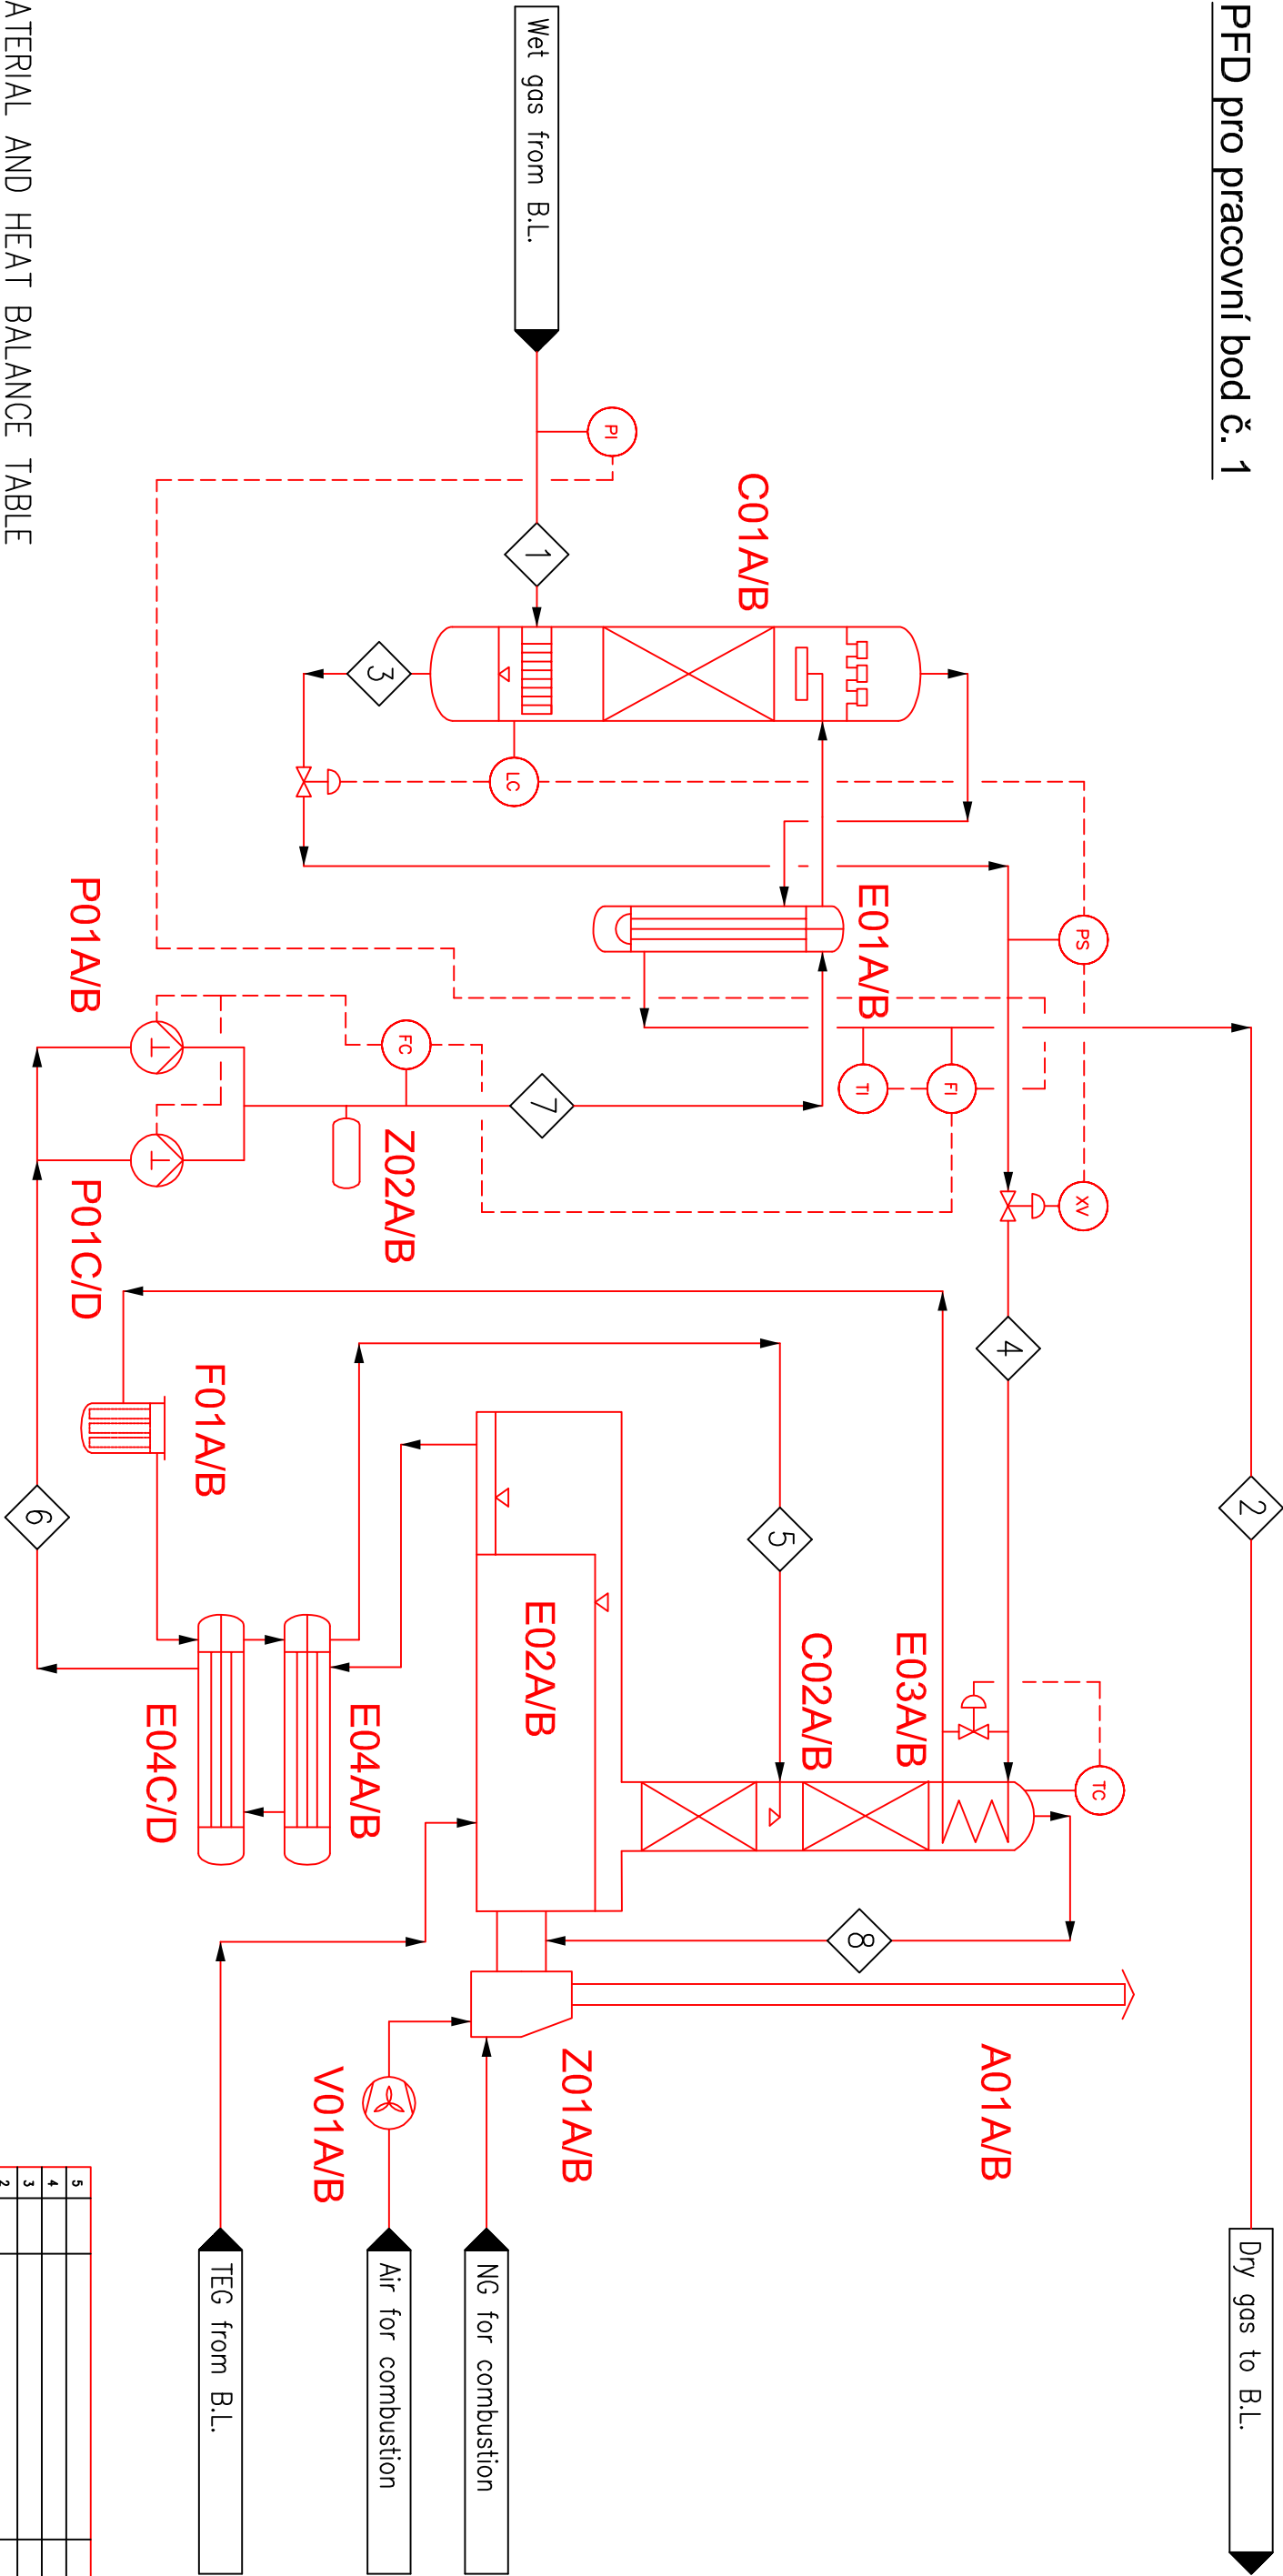 PFD pro pracovní bod č. 1
Wet gas from B.L.
PI
1
C01A/B
3
LC
PS
E01A/B
2
Dry gas to B.L.
P01A/B
FC
7
TI
FI
Z02A/B
P01C/D
XV
4
F01A/B
5
6
E02A/B
C02A/B
E03A/B
TC
E04A/B
E04C/D
8
A01A/B
Z01A/B
V01A/B
NG for combustion
Air for combustion
TEG from B.L.
ATERIAL AND HEAT BALANCE TABLE
5
4
3
2